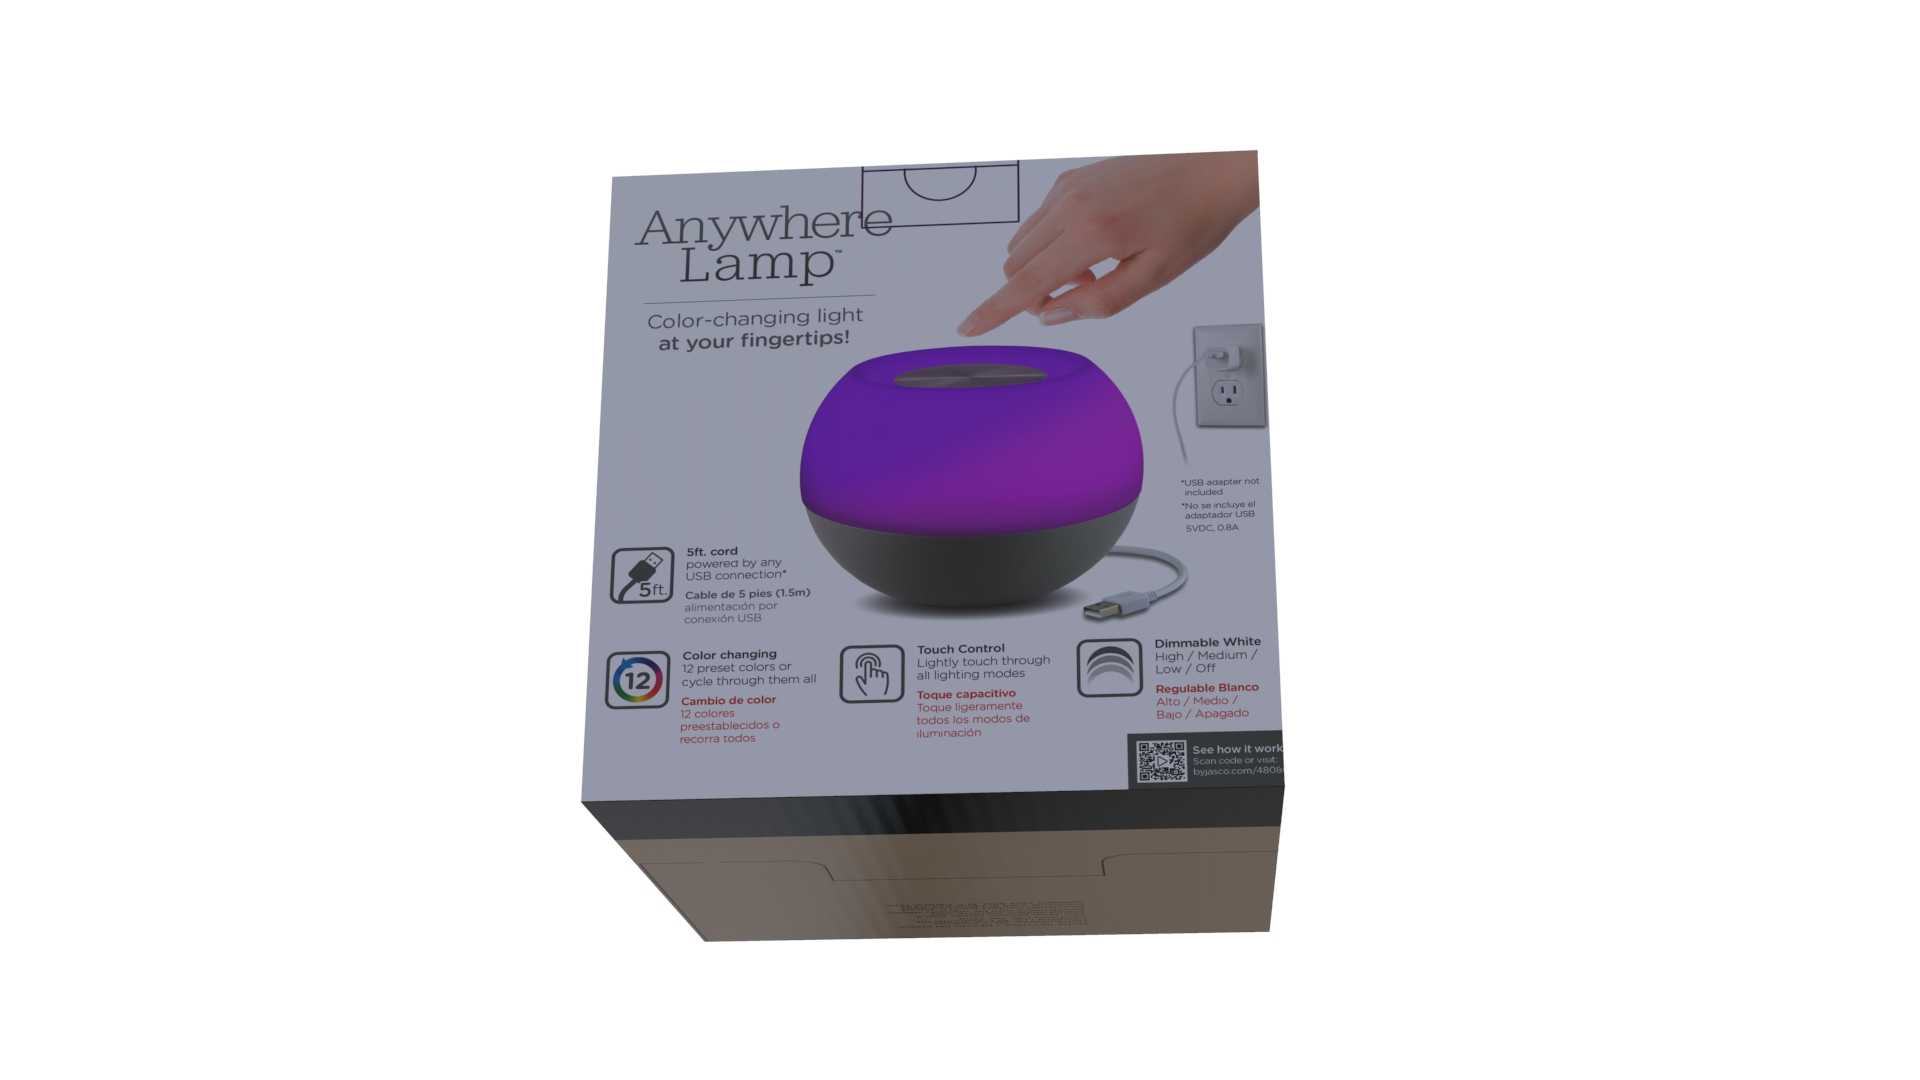 Anywhere
Lamp™
Color-changing light
at your fingertips!
*USB adapter not
included
*No se incluye el
adaptador USB
5VDC, 0.8A
5ft.
5ft. cord
powered by any
USB connection*
Cable de 5 pies (1.5m)
alimentación por
conexión USB
12
Color changing
12 preset colors or
cycle through them all
Cambio de color
12 colores
preestablecidos o
recorra todos
Touch Control
Lightly touch through
all lighting modes
Toque capacitivo
Toque ligeramente
todos los modos de
iluminación
Dimmable White
High / Medium /
Low / Off
Regulable Blanco
Alto / Medio /
Bajo / Apagado
See how it work
Scan code or visit:
byjasco.com/4808